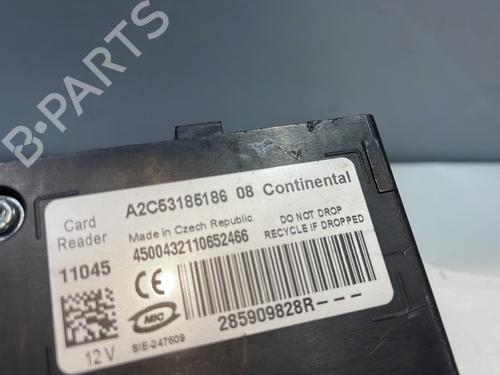 B-PARTS
Card Reader A2C53185186 08 Continental
Made in Czech Republic DO NOT DROP
4500432110652466 RECYCLE IF DROPPED
11045
CE
MIC
285909828R---
12V SIE-247609